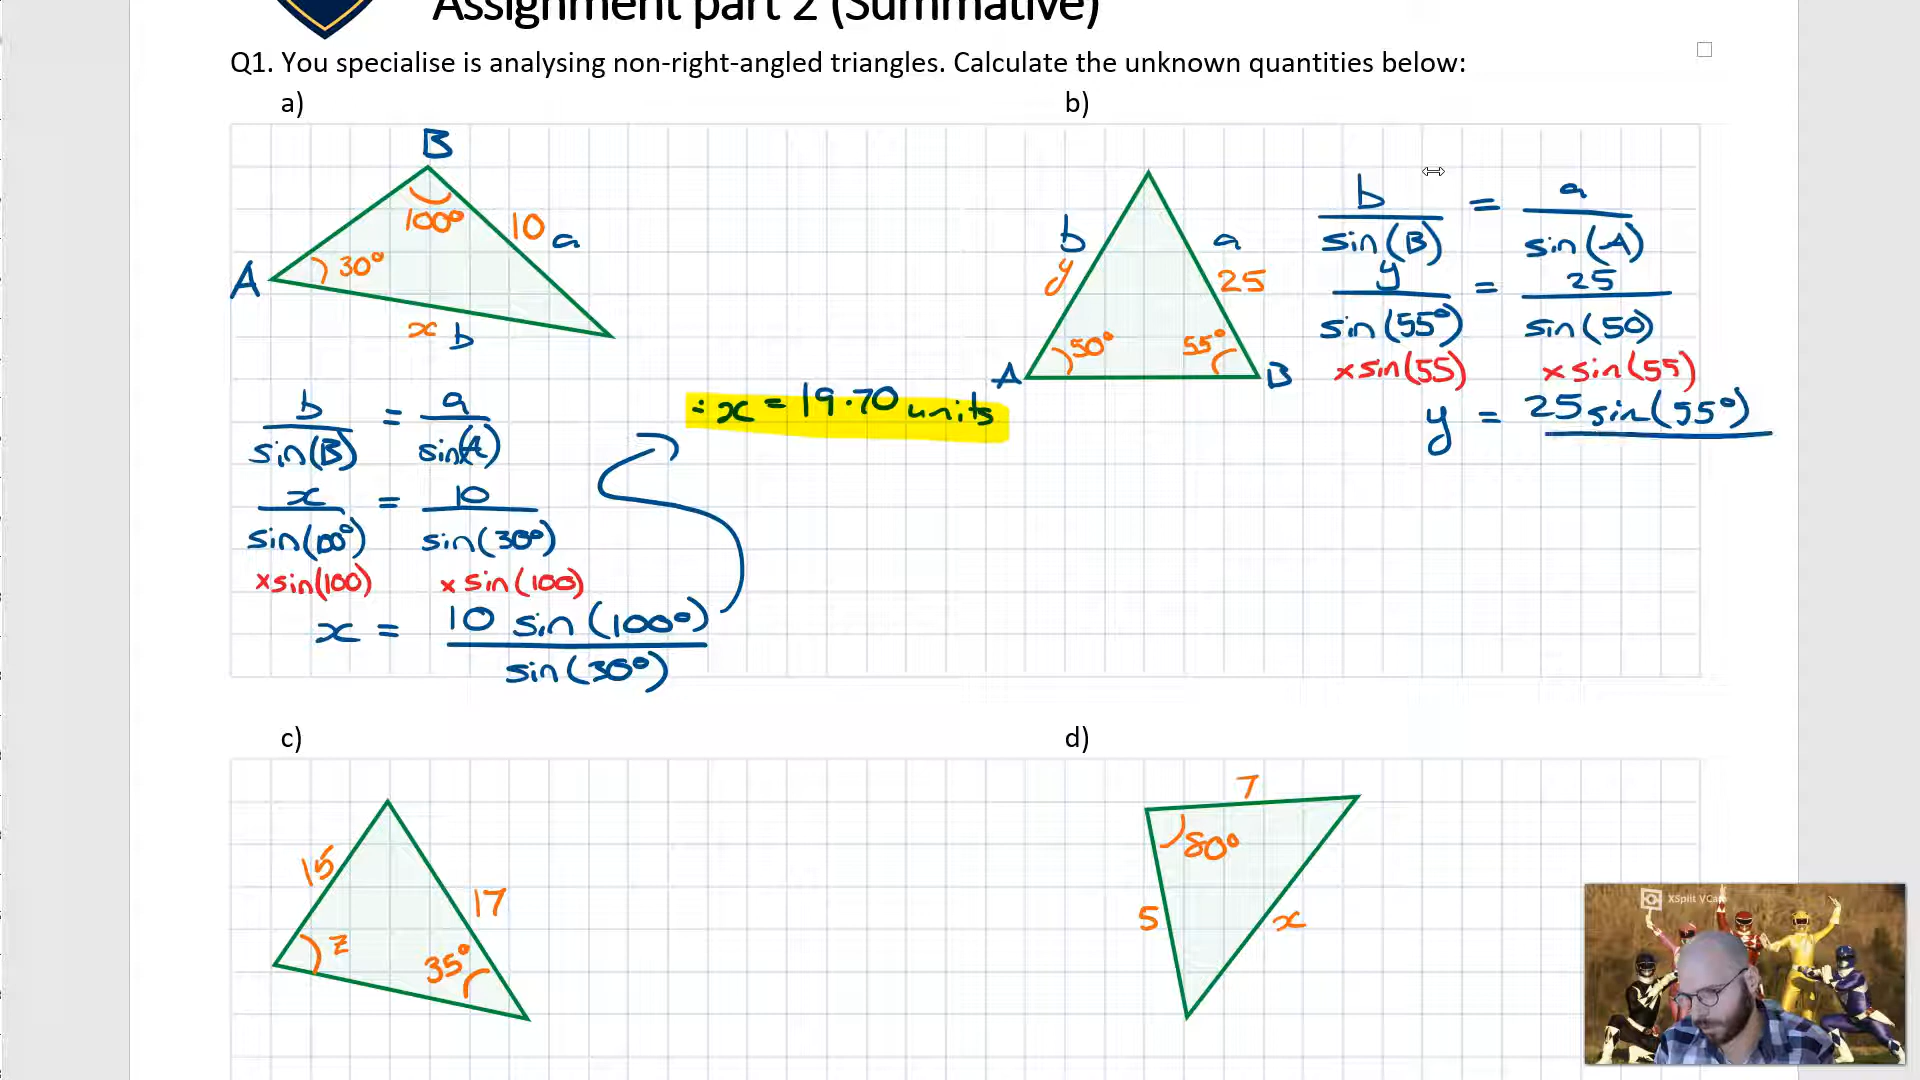 Assignment part 2 (Summative)
Q1. You specialise is analysing non-right-angled triangles. Calculate the unknown quantities below:
a)
B
100°
10 a
A
30°
x b
b/sin(B) = a/sin(A)
x/sin(100°) = 10/sin(30°)
×sin(100) ×sin(100)
x = 10 sin(100°)/sin(30°)
∴ x = 19.70 units
b)
b
y
a
25
50°
55°
A
B
b/sin(B) = a/sin(A)
y/sin(55°) = 25/sin(50)
×sin(55) ×sin(55)
y = 25 sin(55°)
c)
15
17
z
35°
d)
7
80°
5
x
XSplit VCam